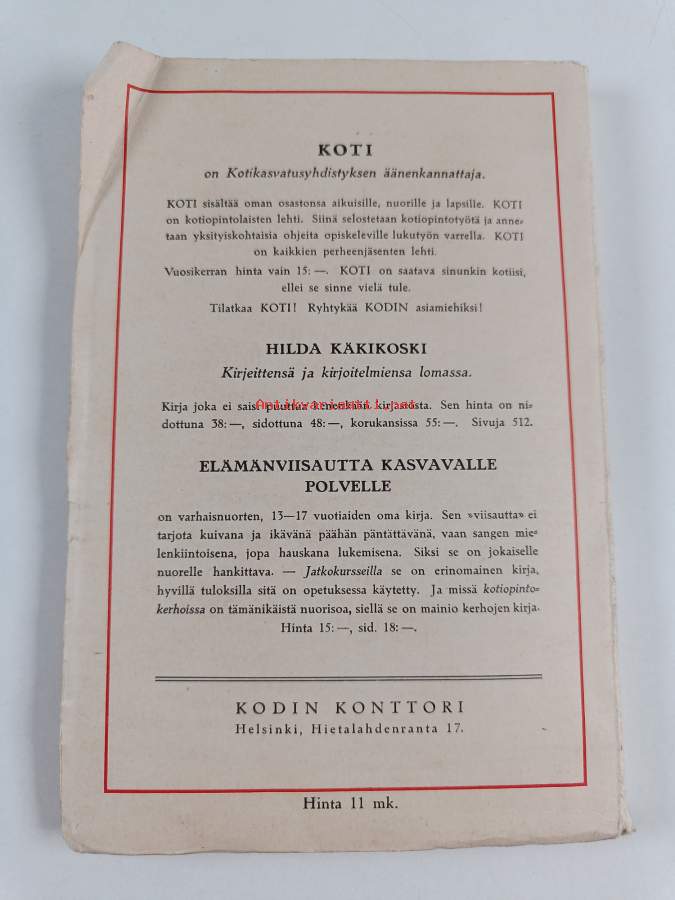 KOTI
on Kotikasvatusyhdistyksen äänenkannattaja.
KOTI sisältää oman osastonsa aikuisille, nuorille ja lapsille. KOTI
on kotiopintolaisten lehti. Siinä selostetaan kotiopintotyötä ja anne-
taan yksityiskohtaisia ohjeita opiskeleville lukutyön varrella. KOTI
on kaikkien perheenjäsenten lehti.
Vuosikerran hinta vain 15: —. KOTI on saatava sinunkin kotiisi,
ellei se sinne vielä tule.
Tilatkaa KOTI! Ryhtykää KODIN asiamiehiksi!
HILDA KÄKIKOSKI
Kirjeittensä ja kirjoitelmiensa lomassa.
Kirja joka ei saisi puuttua kenenkään kirjastosta. Sen hinta on ni-
dottuna 38: —, sidottuna 48: —, korukansissa 55: —. Sivuja 512.
ELÄMÄNVIISAUTTA KASVAVALLE
POLVELLE
on varhaisnuorten, 13—17 vuotiaiden oma kirja. Sen »viisautta» ei
tarjota kuivana ja ikävänä päähän päntättävänä, vaan sangen mie-
lenkiintoisena, jopa hauskana lukemisena. Siksi se on jokaiselle
nuorelle hankittava. — Jatkokursseilla se on erinomainen kirja,
hyvillä tuloksilla sitä on opetuksessa käytetty. Ja missä kotiopinto-
kerhoissa on tämänikäistä nuorisoa, siellä se on mainio kerhojen kirja.
Hinta 15: —, sid. 18: —.
KODIN KONTTORI
Helsinki, Hietalahdenranta 17.
Hinta 11 mk.